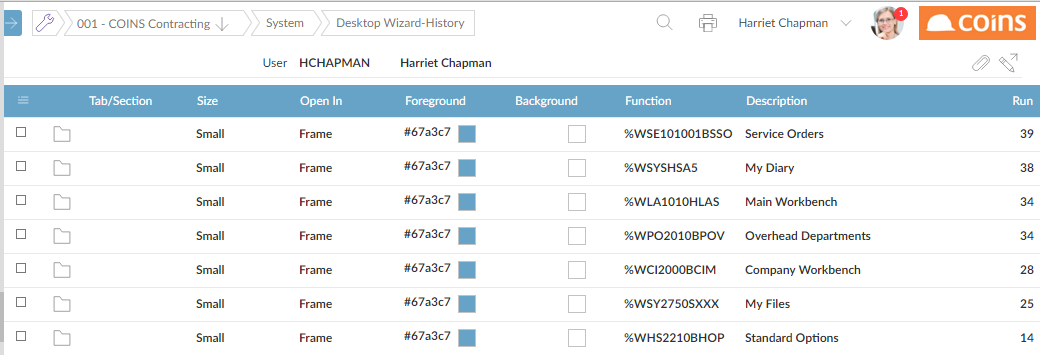 001 - COINS Contracting System Desktop Wizard-History Harriet Chapman 1 coins
User HCHAPMAN Harriet Chapman
Tab/Section Size Open In Foreground Background Function Description Run
Small Frame #67a3c7 %WSE101001BSSO Service Orders 39
Small Frame #67a3c7 %WSYSHSA5 My Diary 38
Small Frame #67a3c7 %WLA1010HLAS Main Workbench 34
Small Frame #67a3c7 %WPO2010BPOV Overhead Departments 34
Small Frame #67a3c7 %WCI2000BCIM Company Workbench 28
Small Frame #67a3c7 %WSY2750SXXX My Files 25
Small Frame #67a3c7 %WHS2210BHOP Standard Options 14